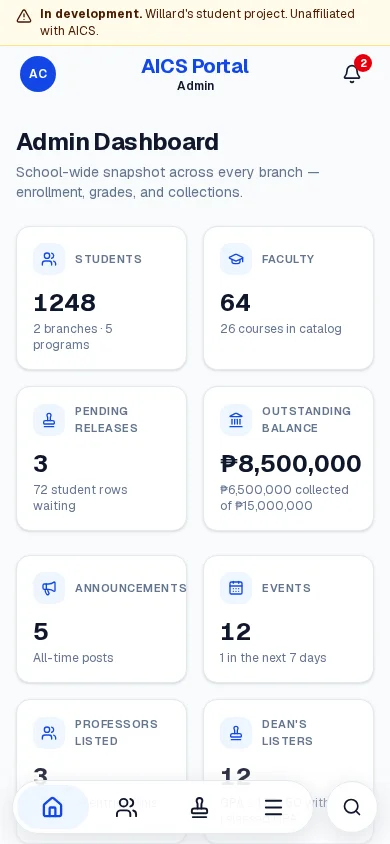 In development. Willard's student project. Unaffiliated
with AICS.
AC
AICS Portal
Admin
2
Admin Dashboard
School-wide snapshot across every branch —
enrollment, grades, and collections.
STUDENTS
1248
2 branches · 5
programs
FACULTY
64
26 courses in catalog
PENDING
RELEASES
3
72 student rows
waiting
OUTSTANDING
BALANCE
₱8,500,000
₱6,500,000 collected
of ₱15,000,000
ANNOUNCEMENTS
5
All-time posts
EVENTS
12
1 in the next 7 days
PROFESSORS
LISTED
3
DEAN'S
LISTERS
12